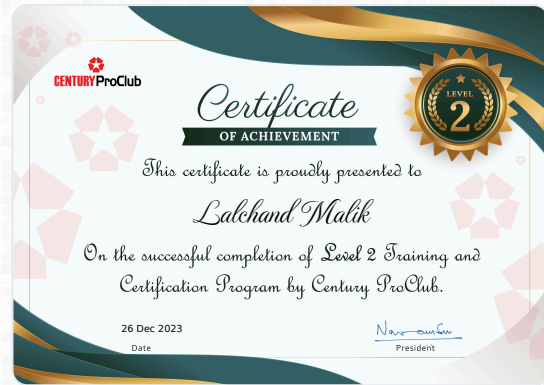 CENTURY ProClub
Certificate
OF ACHIEVEMENT
LEVEL
2
This certificate is proudly presented to
Lalchand Malik
On the successful completion of Level 2 Training and
Certification Program by Century ProClub.
26 Dec 2023
Date
President